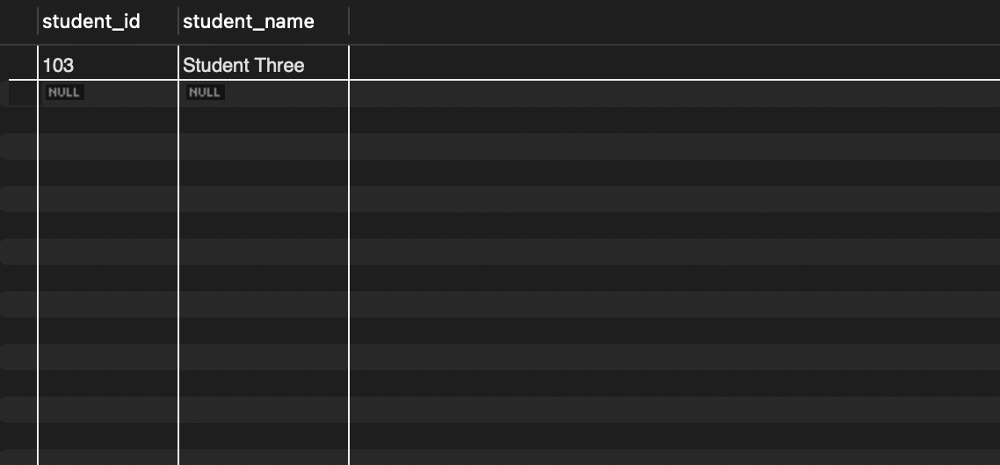 student_id student_name
103 Student Three
NULL NULL